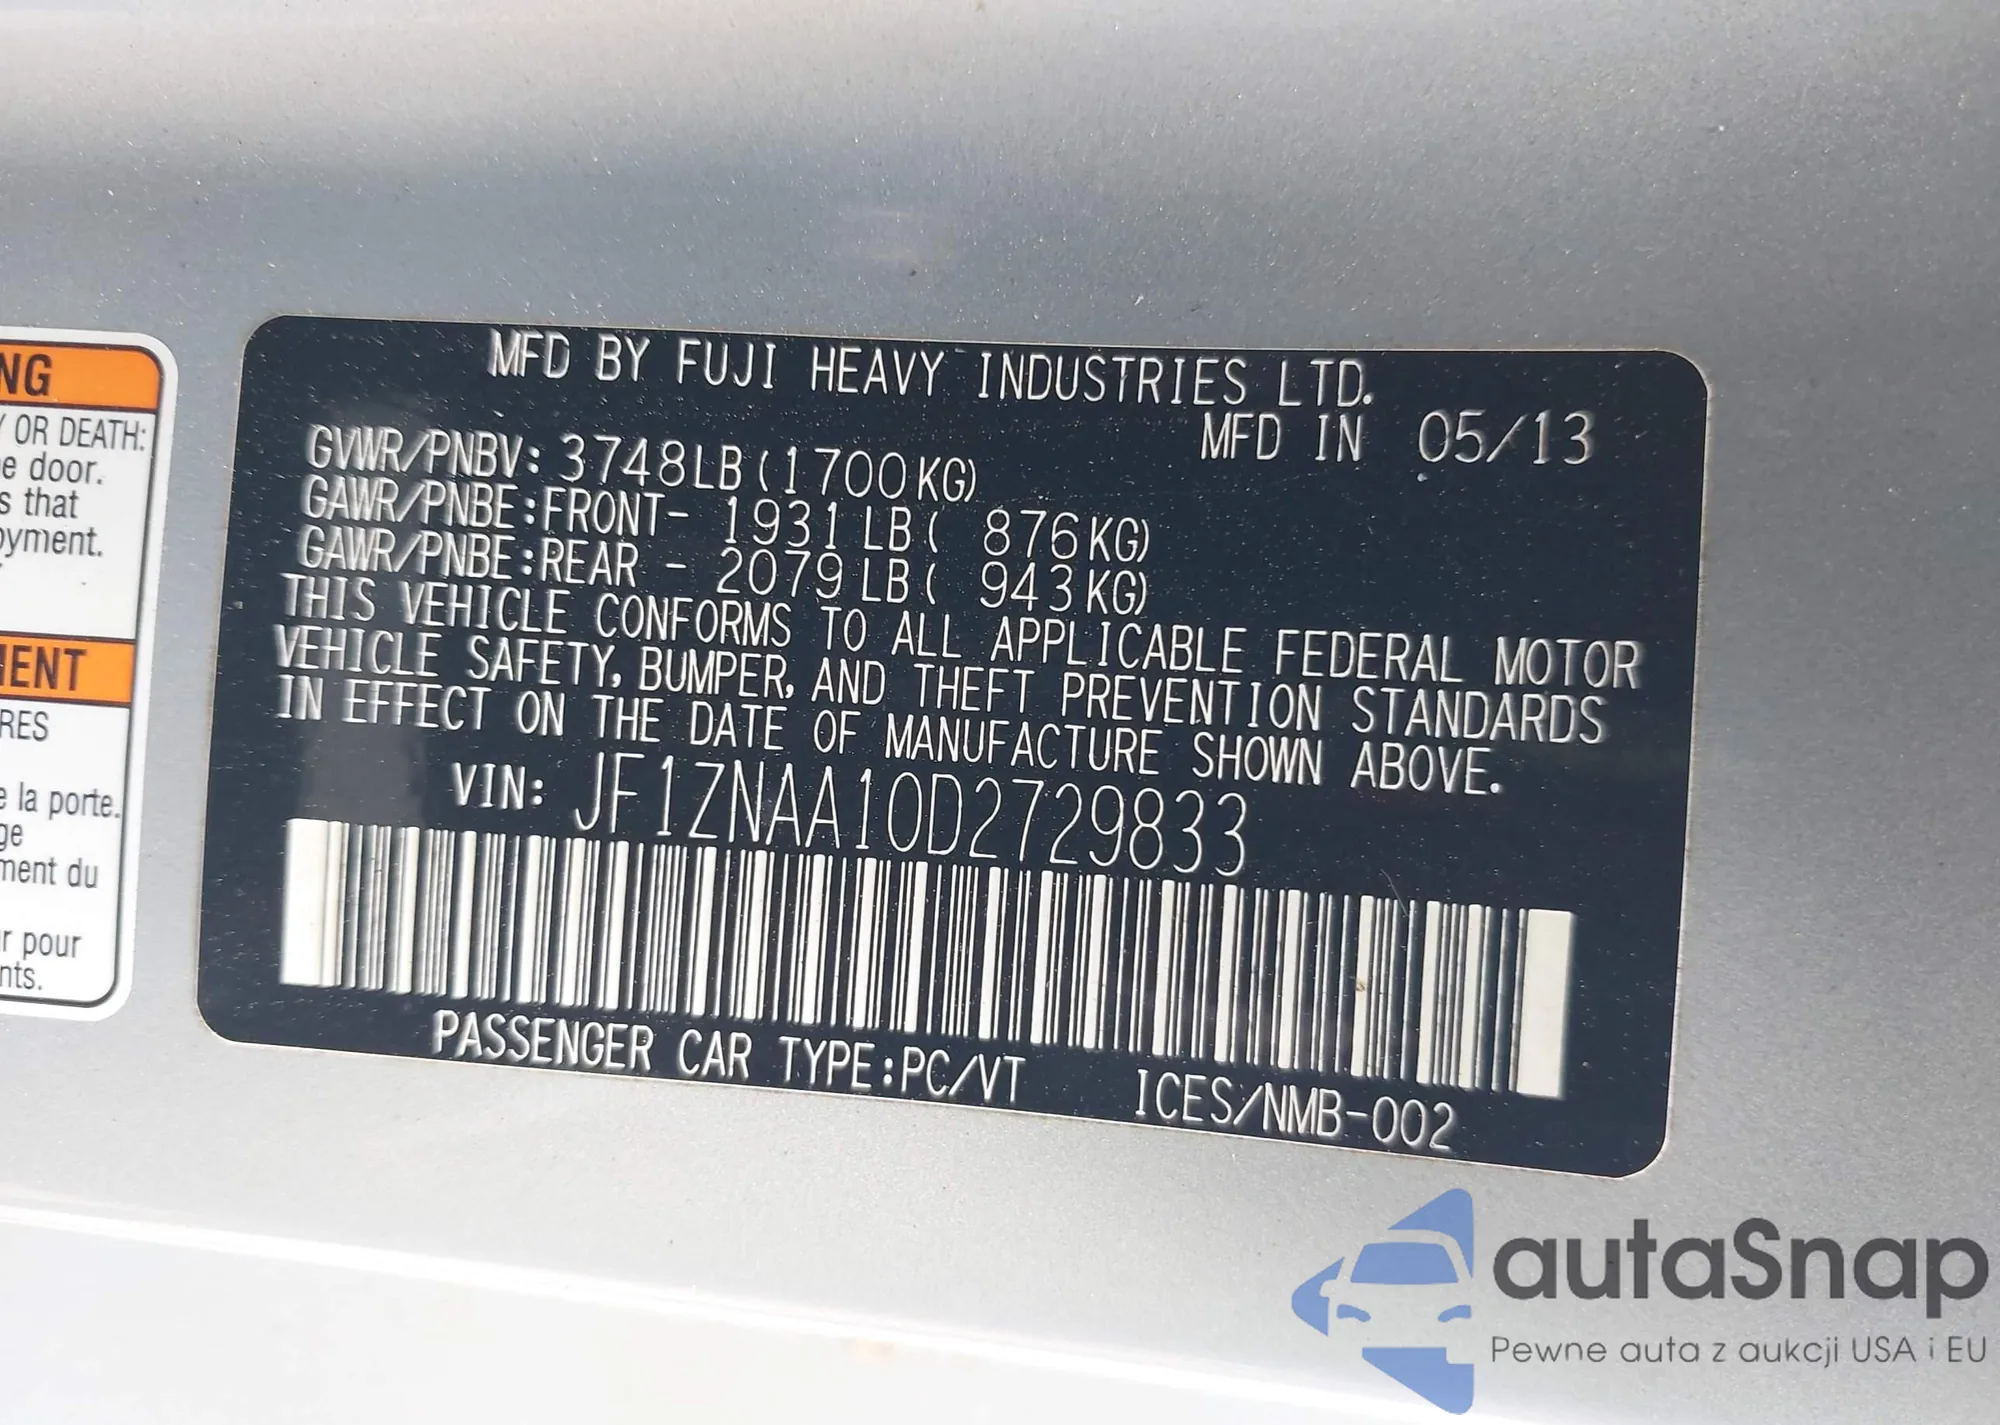 NG
OR DEATH:
e door.
s that
oyment.
MENT
RES
e la porte.
ge
ment du
r pour
nts.
MFD BY FUJI HEAVY INDUSTRIES LTD.
MFD IN 05/13
GVWR/PNBV: 3748LB(1700KG)
GAWR/PNBE:FRONT- 1931LB( 876KG)
GAWR/PNBE:REAR - 2079LB( 943KG)
THIS VEHICLE CONFORMS TO ALL APPLICABLE FEDERAL MOTOR
VEHICLE SAFETY, BUMPER, AND THEFT PREVENTION STANDARDS
IN EFFECT ON THE DATE OF MANUFACTURE SHOWN ABOVE.
VIN: JF1ZNAA10D2729833
PASSENGER CAR TYPE:PC/VT ICES/NMB-002
autaSnap
Pewne auta z aukcji USA i EU